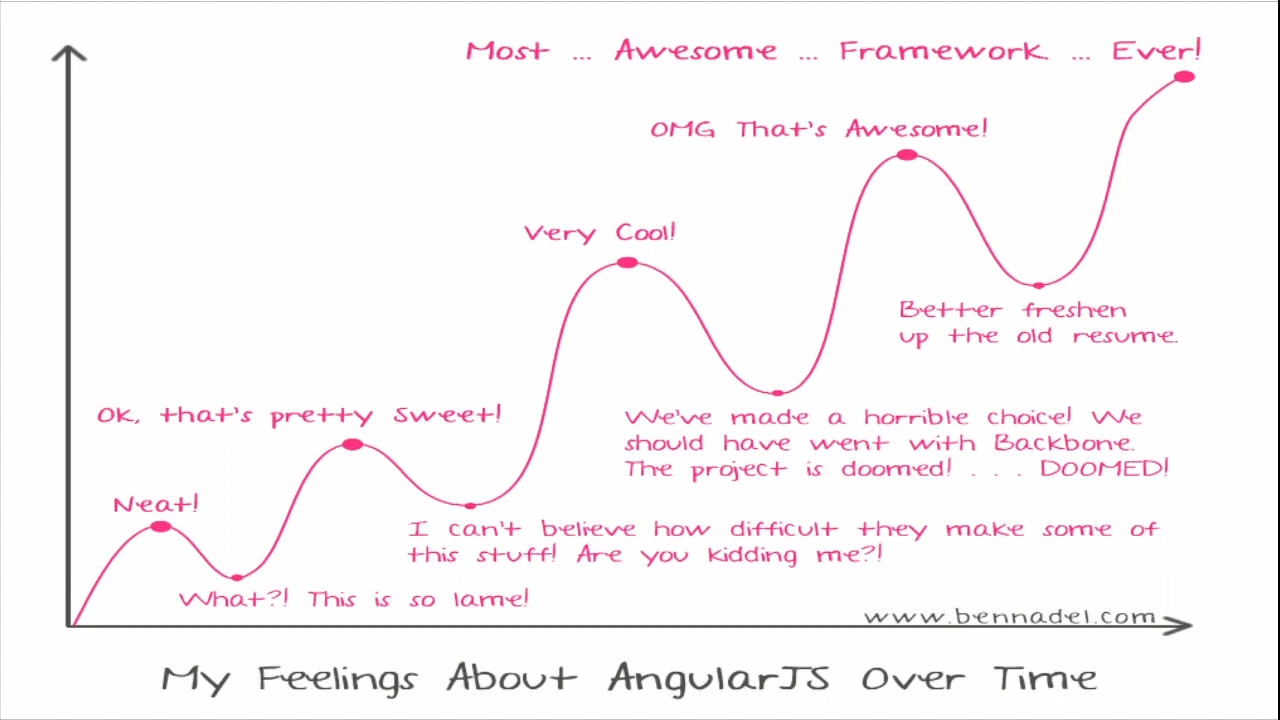 Most ... Awesome ... Framework ... Ever!
OMG That's Awesome!
Very Cool!
Better freshen
up the old resume.
Ok, that's pretty sweet!
We've made a horrible choice! We
should have went with Backbone.
The project is doomed! . . . DOOMED!
Neat!
I can't believe how difficult they make some of
this stuff! Are you kidding me?!
What?! This is so lame!
www.bennadel.com
My Feelings About AngularJS Over Time